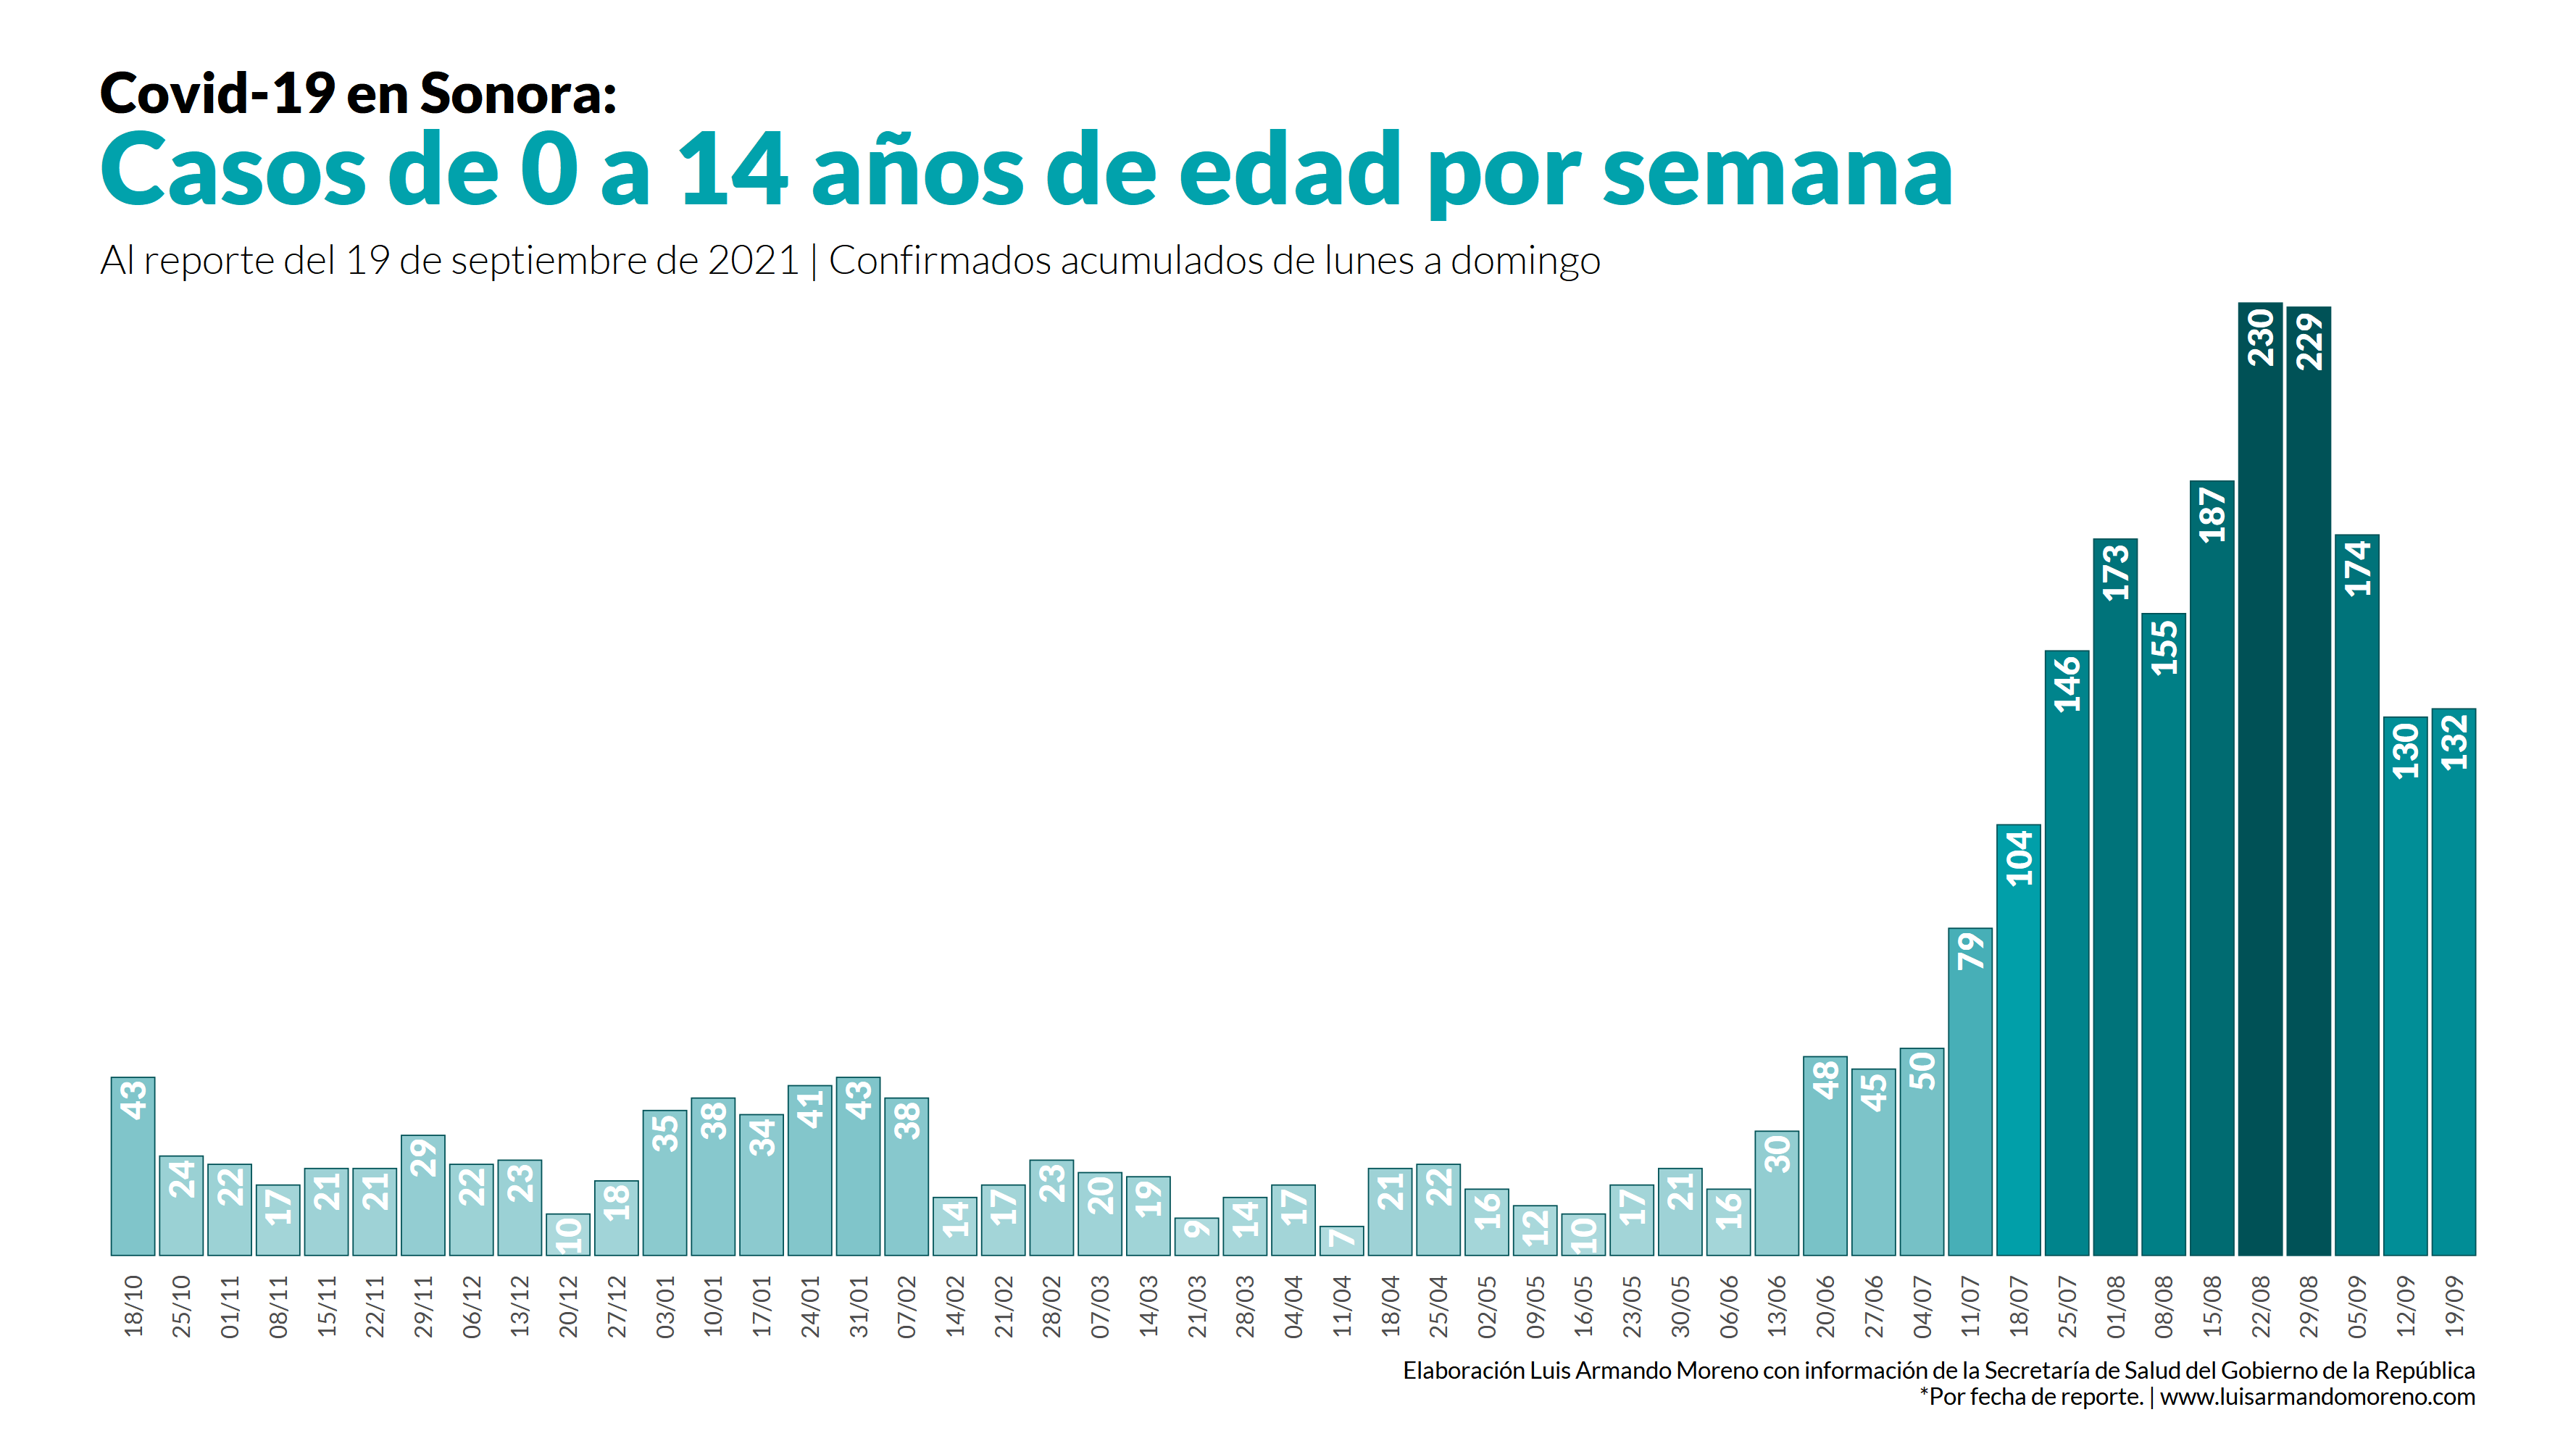 Covid-19 en Sonora:
Casos de 0 a 14 años de edad por semana
Al reporte del 19 de septiembre de 2021 | Confirmados acumulados de lunes a domingo
43 24 22 17 21 21 29 22 23 10 18 35 38 34 41 43 38 14 17 23 20 19 9 14 17 7 21 22 16 12 10 17 21 16 30 48 45 50 79 104 146 173 155 187 230 229 174 130 132
18/10 25/10 01/11 08/11 15/11 22/11 29/11 06/12 13/12 20/12 27/12 03/01 10/01 17/01 24/01 31/01 07/02 14/02 21/02 28/02 07/03 14/03 21/03 28/03 04/04 11/04 18/04 25/04 02/05 09/05 16/05 23/05 30/05 06/06 13/06 20/06 27/06 04/07 11/07 18/07 25/07 01/08 08/08 15/08 22/08 29/08 05/09 12/09 19/09
Elaboración Luis Armando Moreno con información de la Secretaría de Salud del Gobierno de la República
*Por fecha de reporte. | www.luisarmandomoreno.com